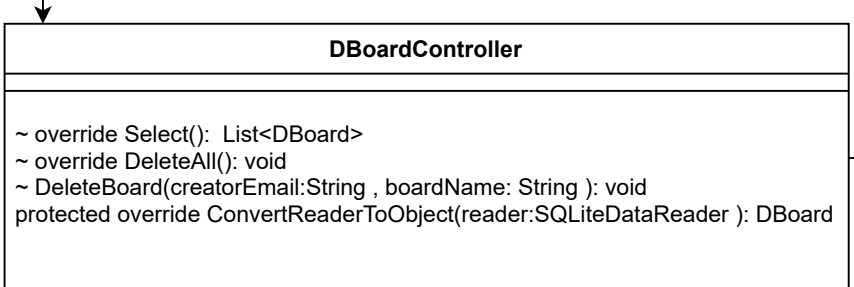 DBoardController
~ override Select():  List<DBoard>
~ override DeleteAll(): void
~ DeleteBoard(creatorEmail:String , boardName: String ): void
protected override ConvertReaderToObject(reader:SQLiteDataReader ): DBoard